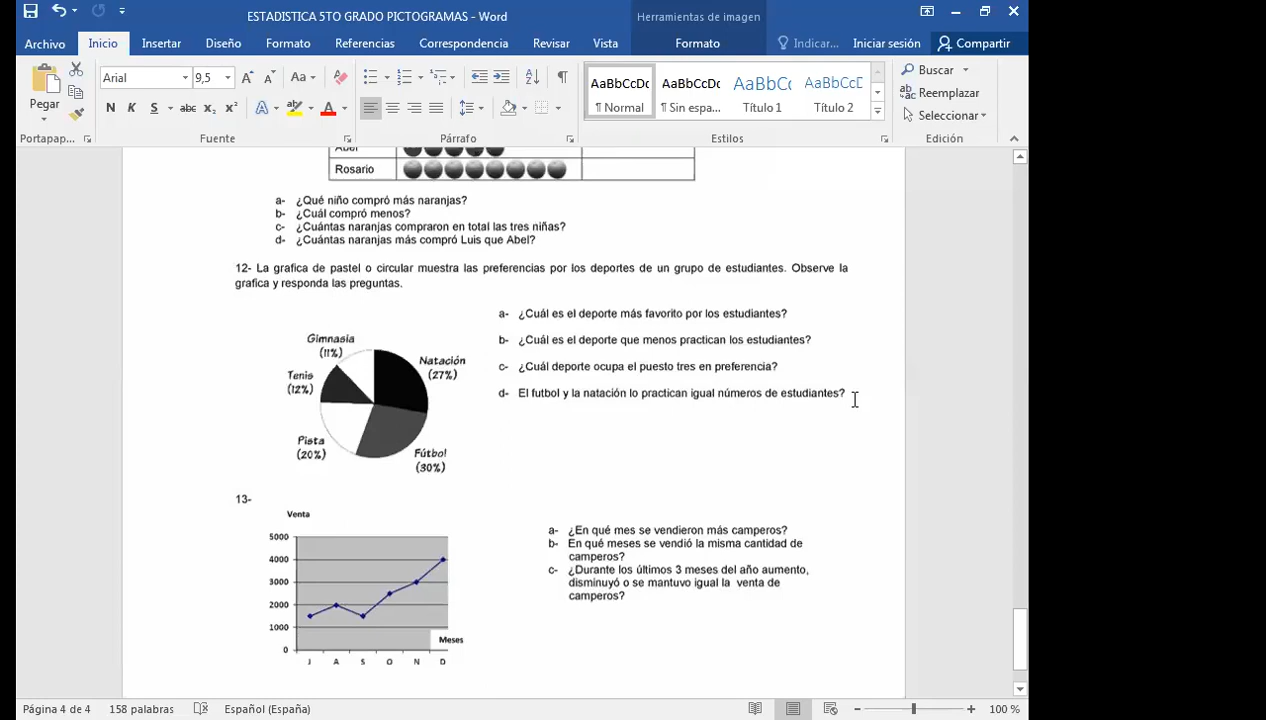 ESTADISTICA 5TO GRADO PICTOGRAMAS - Word
Herramientas de imagen
Archivo
Inicio
Insertar
Diseño
Formato
Referencias
Correspondencia
Revisar
Vista
Formato
Indicar...
Iniciar sesión
Compartir
Pegar
Arial
9,5
Aa
N K S abc x₂ x²
AaBbCcDc
AaBbCcDc
AaBbCc
AaBbCcD
¶ Normal
¶ Sin espa...
Título 1
Título 2
Buscar
Reemplazar
Seleccionar
Portapap...
Fuente
Párrafo
Estilos
Edición
Abel
Rosario
a- ¿Qué niño compró más naranjas?
b- ¿Cuál compró menos?
c- ¿Cuántas naranjas compraron en total las tres niñas?
d- ¿Cuántas naranjas más compró Luis que Abel?
12- La grafica de pastel o circular muestra las preferencias por los deportes de un grupo de estudiantes. Observe la
grafica y responda las preguntas.
Gimnasia
(11%)
Natación
(27%)
Tenis
(12%)
Pista
(20%)
Fútbol
(30%)
a- ¿Cuál es el deporte más favorito por los estudiantes?
b- ¿Cuál es el deporte que menos practican los estudiantes?
c- ¿Cuál deporte ocupa el puesto tres en preferencia?
d- El futbol y la natación lo practican igual números de estudiantes?
13-
Venta
5000
4000
3000
2000
1000
0
J A S O N D
Meses
a- ¿En qué mes se vendieron más camperos?
b- En qué meses se vendió la misma cantidad de
camperos?
c- ¿Durante los últimos 3 meses del año aumento,
disminuyó o se mantuvo igual la venta de
camperos?
Página 4 de 4
158 palabras
Español (España)
100 %